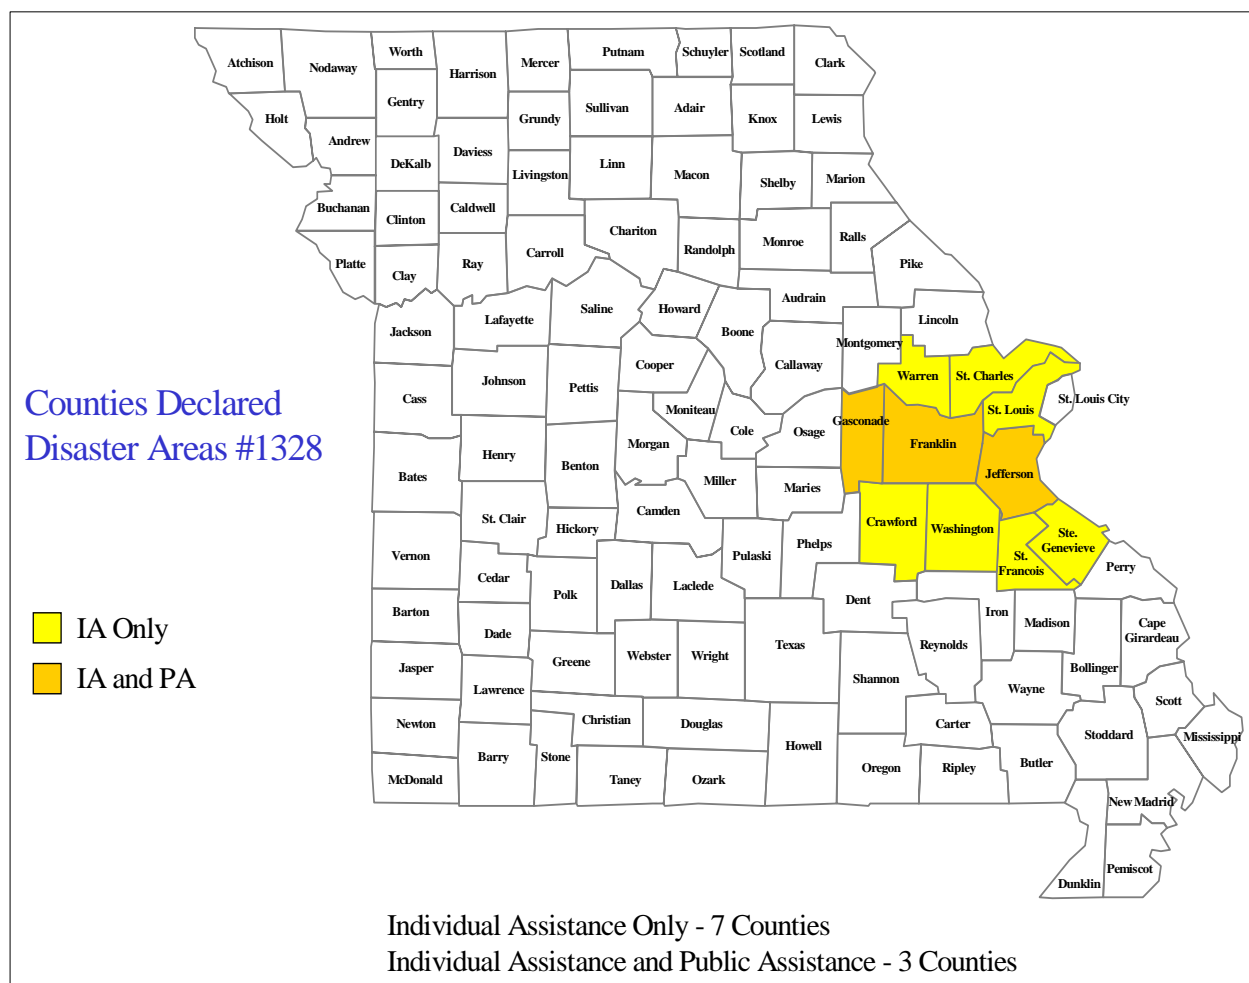 Atchison
Nodaway
Worth
Harrison
Mercer
Putnam
Schuyler
Scotland
Clark
Holt
Gentry
Grundy
Sullivan
Adair
Knox
Lewis
Andrew
DeKalb
Daviess
Livingston
Linn
Macon
Shelby
Marion
Buchanan
Clinton
Caldwell
Chariton
Randolph
Monroe
Ralls
Platte
Clay
Ray
Carroll
Pike
Audrain
Jackson
Lafayette
Saline
Howard
Boone
Callaway
Montgomery
Lincoln
Johnson
Pettis
Cooper
Warren
St. Charles
Cass
Moniteau
St. Louis
St. Louis City
Counties Declared
Disaster Areas #1328
Henry
Benton
Morgan
Cole
Osage
Gasconade
Franklin
Jefferson
Bates
Miller
Maries
St. Clair
Hickory
Camden
Crawford
Washington
Ste.
Genevieve
St.
Francois
Vernon
Cedar
Polk
Dallas
Laclede
Pulaski
Phelps
Perry
Dent
Barton
Dade
Iron
Madison
Cape
Girardeau
IA Only
Greene
Webster
Wright
Texas
Reynolds
Bollinger
Jasper
Lawrence
Shannon
Wayne
Scott
IA and PA
Newton
Christian
Douglas
Carter
Stoddard
Mississippi
McDonald
Barry
Stone
Taney
Ozark
Howell
Oregon
Ripley
Butler
New Madrid
Dunklin
Pemiscot
Individual Assistance Only - 7 Counties
Individual Assistance and Public Assistance - 3 Counties